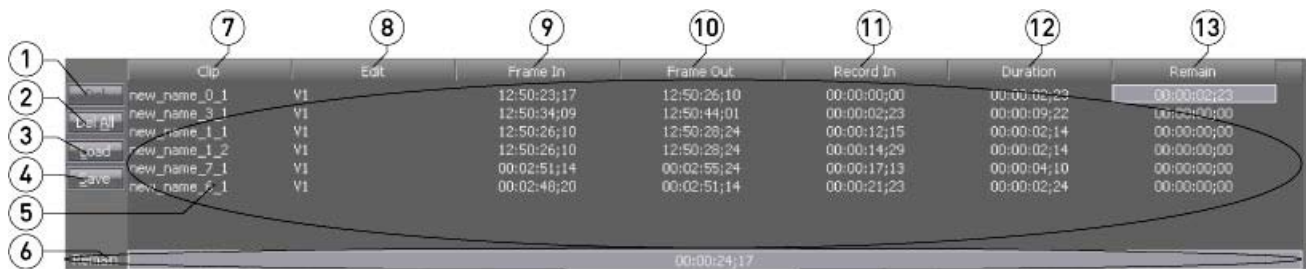 7 8 9 10 11 12 13
1 2 3 4 5 6
Clip Edit Frame In Frame Out Record In Duration Remain
Del All
Load
Save
new_name_0_1 V1 12:50:23;17 12:50:26;10 00:00:00;00 00:00:02;23 00:00:02;23
new_name_3_1 V1 12:50:34;09 12:50:44;01 00:00:02;23 00:00:09;22 00:00:00;00
new_name_1_1 V1 12:50:26;10 12:50:28;24 00:00:12;15 00:00:02;14 00:00:00;00
new_name_1_2 V1 12:50:26;10 12:50:28;24 00:00:14;29 00:00:02;14 00:00:00;00
new_name_7_1 V1 00:02:51;14 00:02:55;24 00:00:17;13 00:00:04;10 00:00:00;00
new_name_6_1 V1 00:02:48;20 00:02:51;14 00:00:21;23 00:00:02;24 00:00:00;00
Remain 00:00:24;17